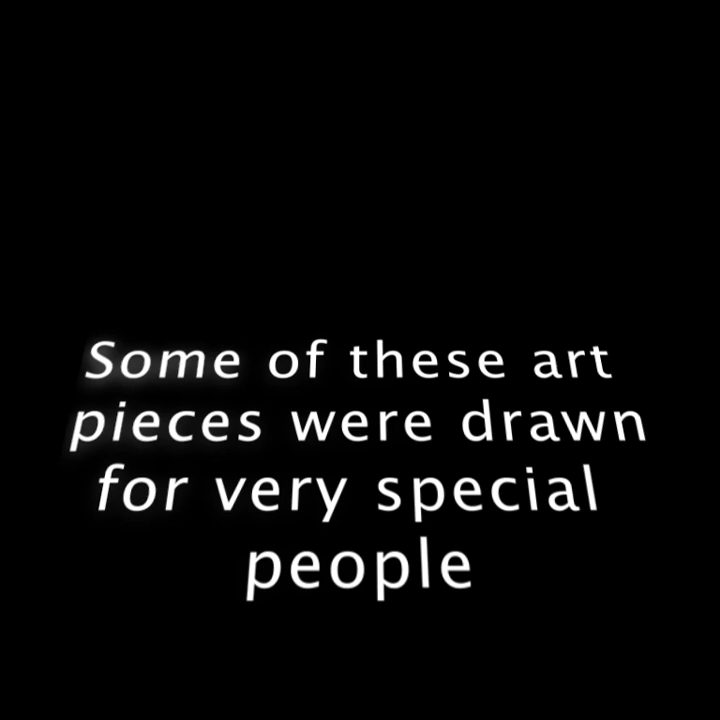 Some of these art
pieces were drawn
for very special
people